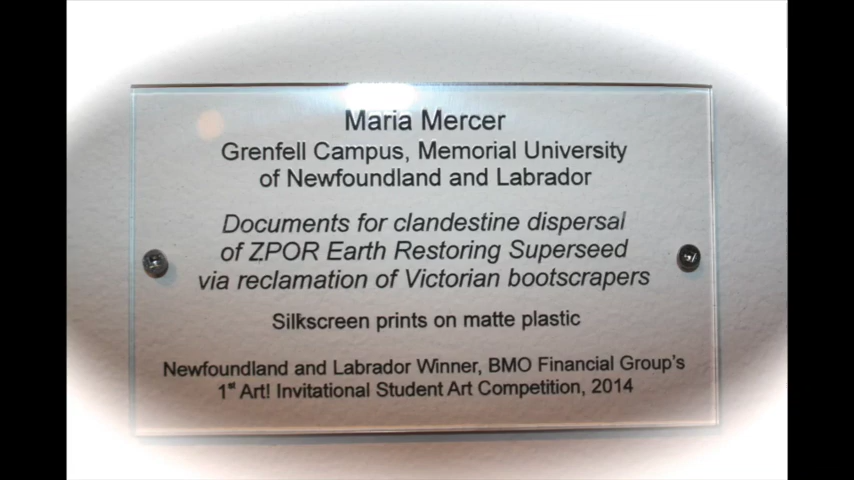 Maria Mercer
Grenfell Campus, Memorial University
of Newfoundland and Labrador
Documents for clandestine dispersal
of ZPOR Earth Restoring Superseed
via reclamation of Victorian bootscrapers
Silkscreen prints on matte plastic
Newfoundland and Labrador Winner, BMO Financial Group's
1st Art! Invitational Student Art Competition, 2014